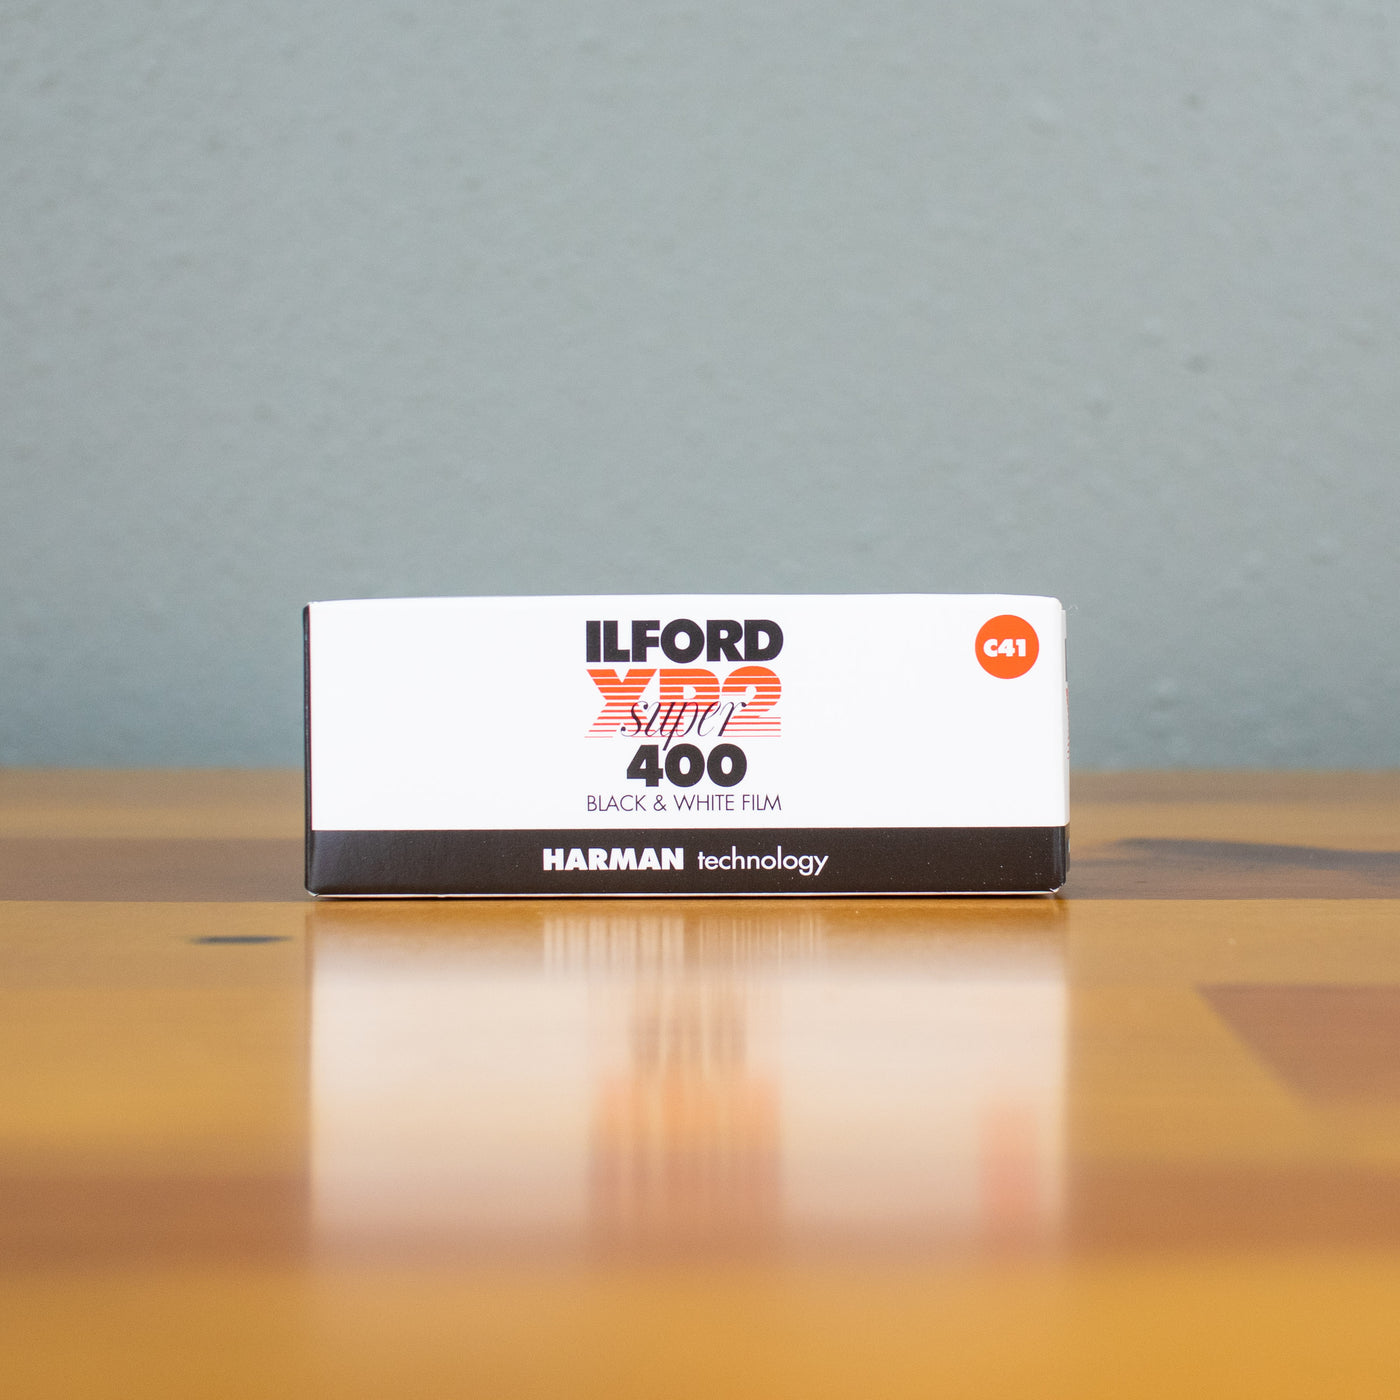 ILFORD
XP2
super
400
BLACK & WHITE FILM
C41
HARMAN technology